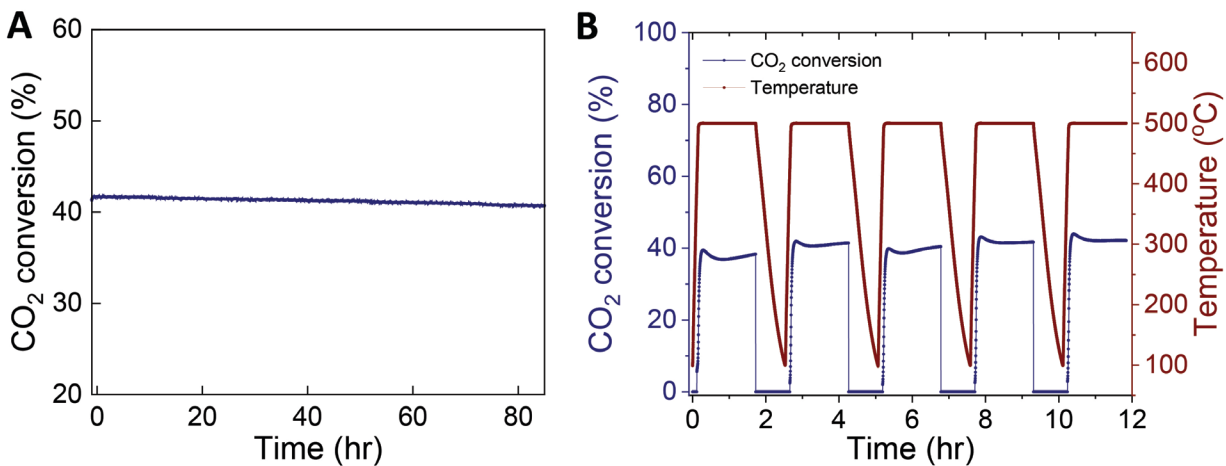 A
CO₂ conversion (%)
60
50
40
30
20
0 20 40 60 80
Time (hr)
B
CO₂ conversion (%)
100
80
60
40
20
0
CO₂ conversion
Temperature
0 2 4 6 8 10 12
Time (hr)
600
500
400
300
200
100
Temperature (°C)